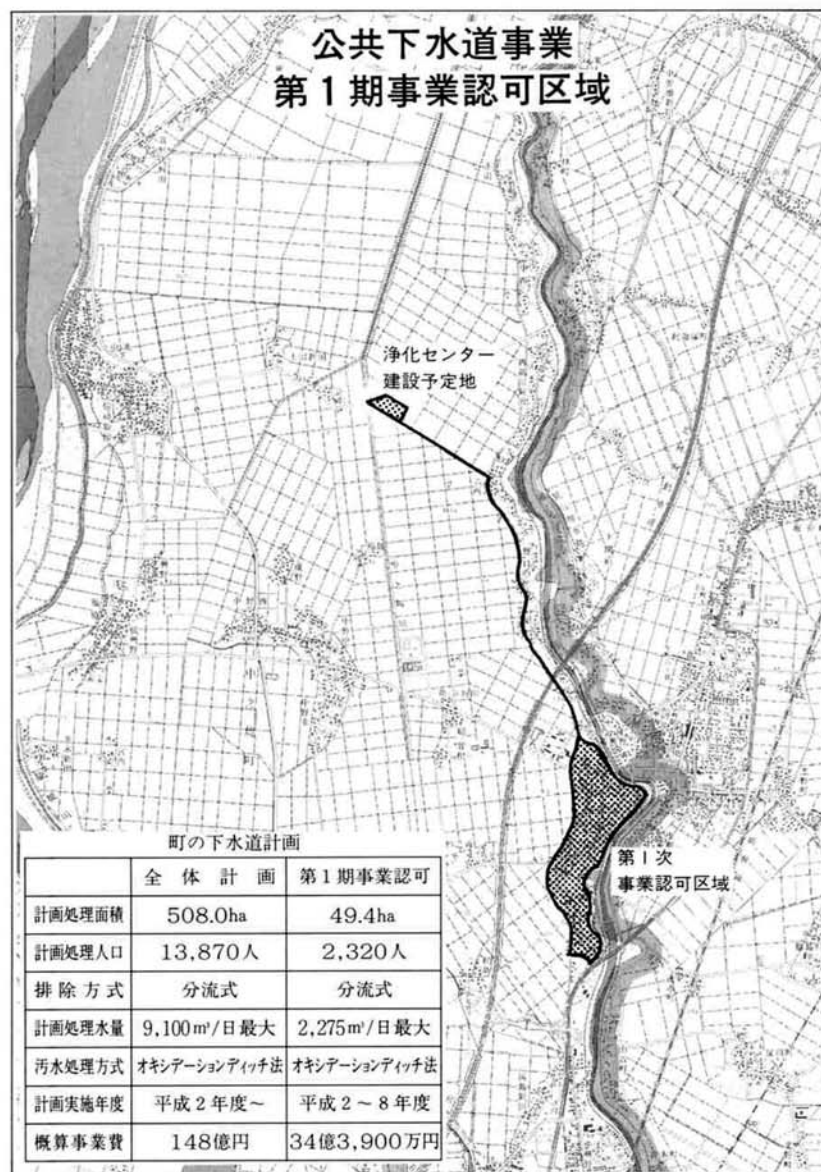 公共下水道事業
第1期事業認可区域
浄化センター
建設予定地
第1次
事業認可区域
町の下水道計画
全体計画 第1期事業認可
計画処理面積 508.0ha 49.4ha
計画処理人口 13,870人 2,320人
排除方式 分流式 分流式
計画処理水量 9,100㎥/日最大 2,275㎥/日最大
汚水処理方式 オキシデーションディッチ法 オキシデーションディッチ法
計画実施年度 平成2年度~ 平成2~8年度
概算事業費 148億円 34億3,900万円